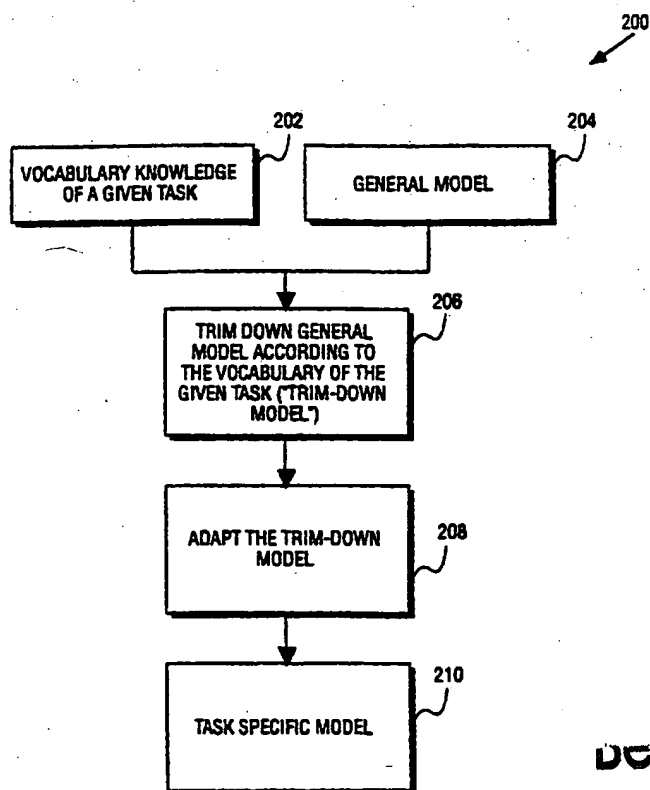 200
202
204
VOCABULARY KNOWLEDGE
OF A GIVEN TASK
GENERAL MODEL
206
TRIM DOWN GENERAL
MODEL ACCORDING TO
THE VOCABULARY OF THE
GIVEN TASK ("TRIM-DOWN
MODEL")
ADAPT THE TRIM-DOWN
MODEL
208
210
TASK SPECIFIC MODEL